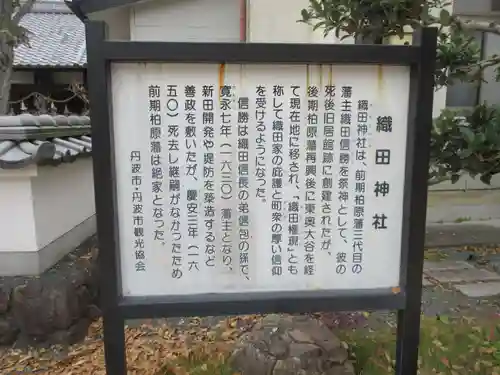 織田神社
織田神社は、前期柏原藩三代目の
藩主織田信勝を祭神として、彼の
死後旧居館跡に創建されたが、
後期柏原藩再興後に東奥大谷を経
て現在地に移され、「織田権現」とも
称して織田家の庇護と町衆の厚い信仰
を受けるようになった。
信勝は織田信長の弟信包の孫で、
寛永七年(一六三〇)藩主となり、
新田開発や堤防を築造するなど
善政を敷いたが、慶安三年(一六
五〇)死去し継嗣がなかったため
前期柏原藩は絶家となった。
丹波市・丹波市観光協会